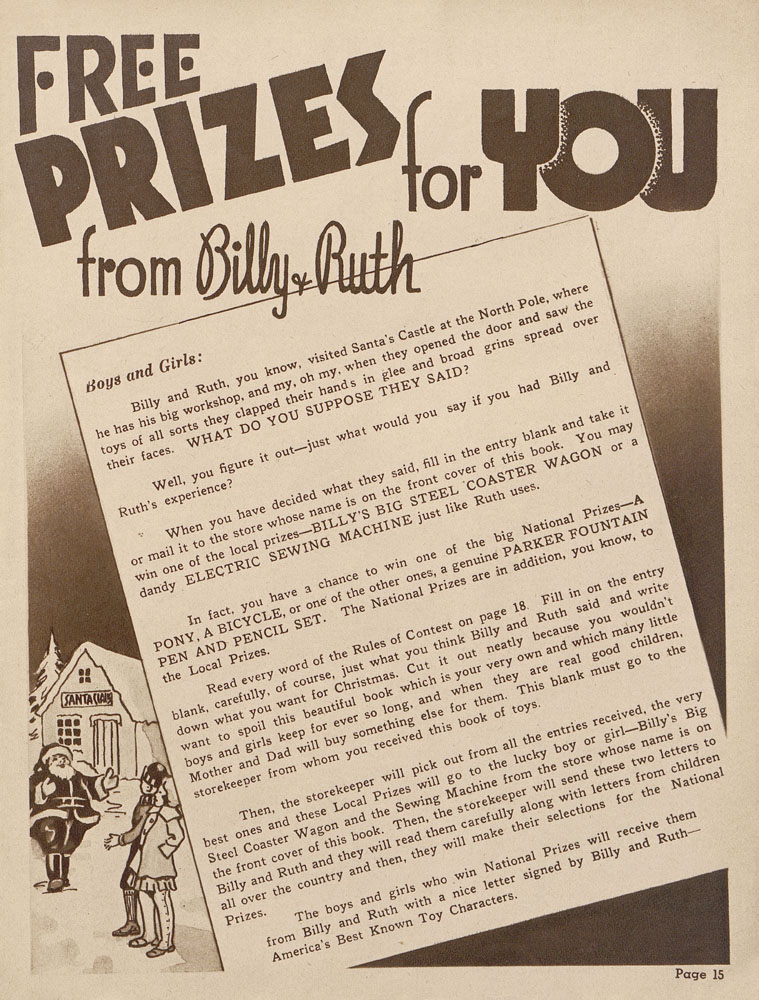 FREE
PRIZES for YOU
from Billy & Ruth
Boys and Girls:
Billy and Ruth, you know, visited Santa's Castle at the North Pole, where
he has his big workshop, and my, oh my, when they opened the door and saw the
toys of all sorts they clapped their hands in glee and broad grins spread over
their faces. WHAT DO YOU SUPPOSE THEY SAID?
Well, you figure it out—just what would you say if you had Billy and
Ruth's experience?
When you have decided what they said, fill in the entry blank and take it
or mail it to the store whose name is on the front cover of this book. You may
win one of the local prizes—BILLY'S BIG STEEL COASTER WAGON or a
dandy ELECTRIC SEWING MACHINE just like Ruth uses.
In fact, you have a chance to win one of the big National Prizes—A
PONY, A BICYCLE, or one of the other ones, a genuine PARKER FOUNTAIN
PEN AND PENCIL SET. The National Prizes are in addition, you know, to
the Local Prizes.
Read every word of the Rules of Contest on page 18. Fill in on the entry
blank, carefully, of course, just what you think Billy and Ruth said and write
down what you want for Christmas. Cut it out neatly because you wouldn't
want to spoil this beautiful book which is your very own and which many little
boys and girls keep for ever so long, and when they are real good children,
Mother and Dad will buy something else for them. This blank must go to the
storekeeper from whom you received this book of toys.
Then, the storekeeper will pick out from all the entries received, the very
best ones and these Local Prizes will go to the lucky boy or girl—Billy's Big
Steel Coaster Wagon and the Sewing Machine from the store whose name is on
the front cover of this book. Then, the storekeeper will send these two letters to
Billy and Ruth and they will read them carefully along with letters from children
all over the country and then, they will make their selections for the National
Prizes.
The boys and girls who win National Prizes will receive them
from Billy and Ruth with a nice letter signed by Billy and Ruth—
America's Best Known Toy Characters.
SANTA CLAUS
Page 15